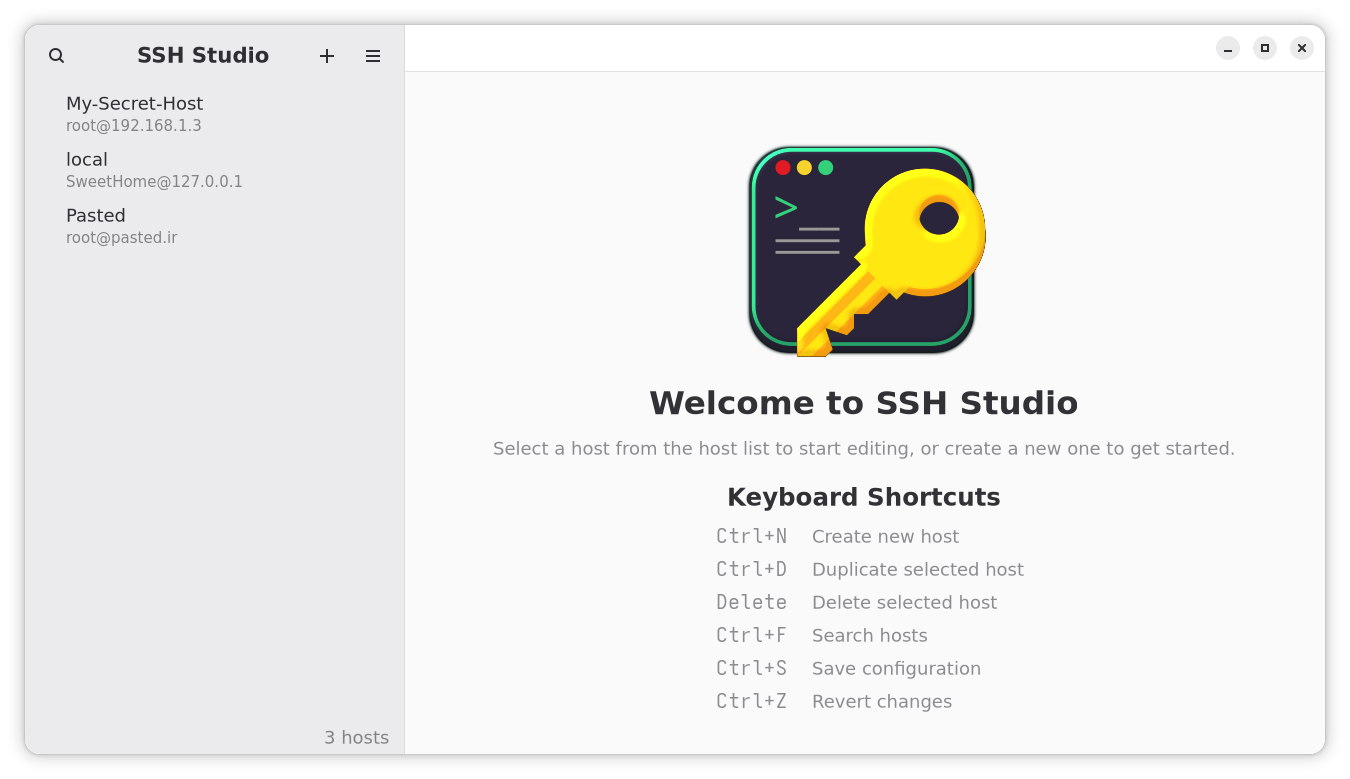 SSH Studio
My-Secret-Host
root@192.168.1.3
local
SweetHome@127.0.0.1
Pasted
root@pasted.ir
3 hosts
>_
Welcome to SSH Studio
Select a host from the host list to start editing, or create a new one to get started.
Keyboard Shortcuts
Ctrl+N Create new host
Ctrl+D Duplicate selected host
Delete Delete selected host
Ctrl+F Search hosts
Ctrl+S Save configuration
Ctrl+Z Revert changes